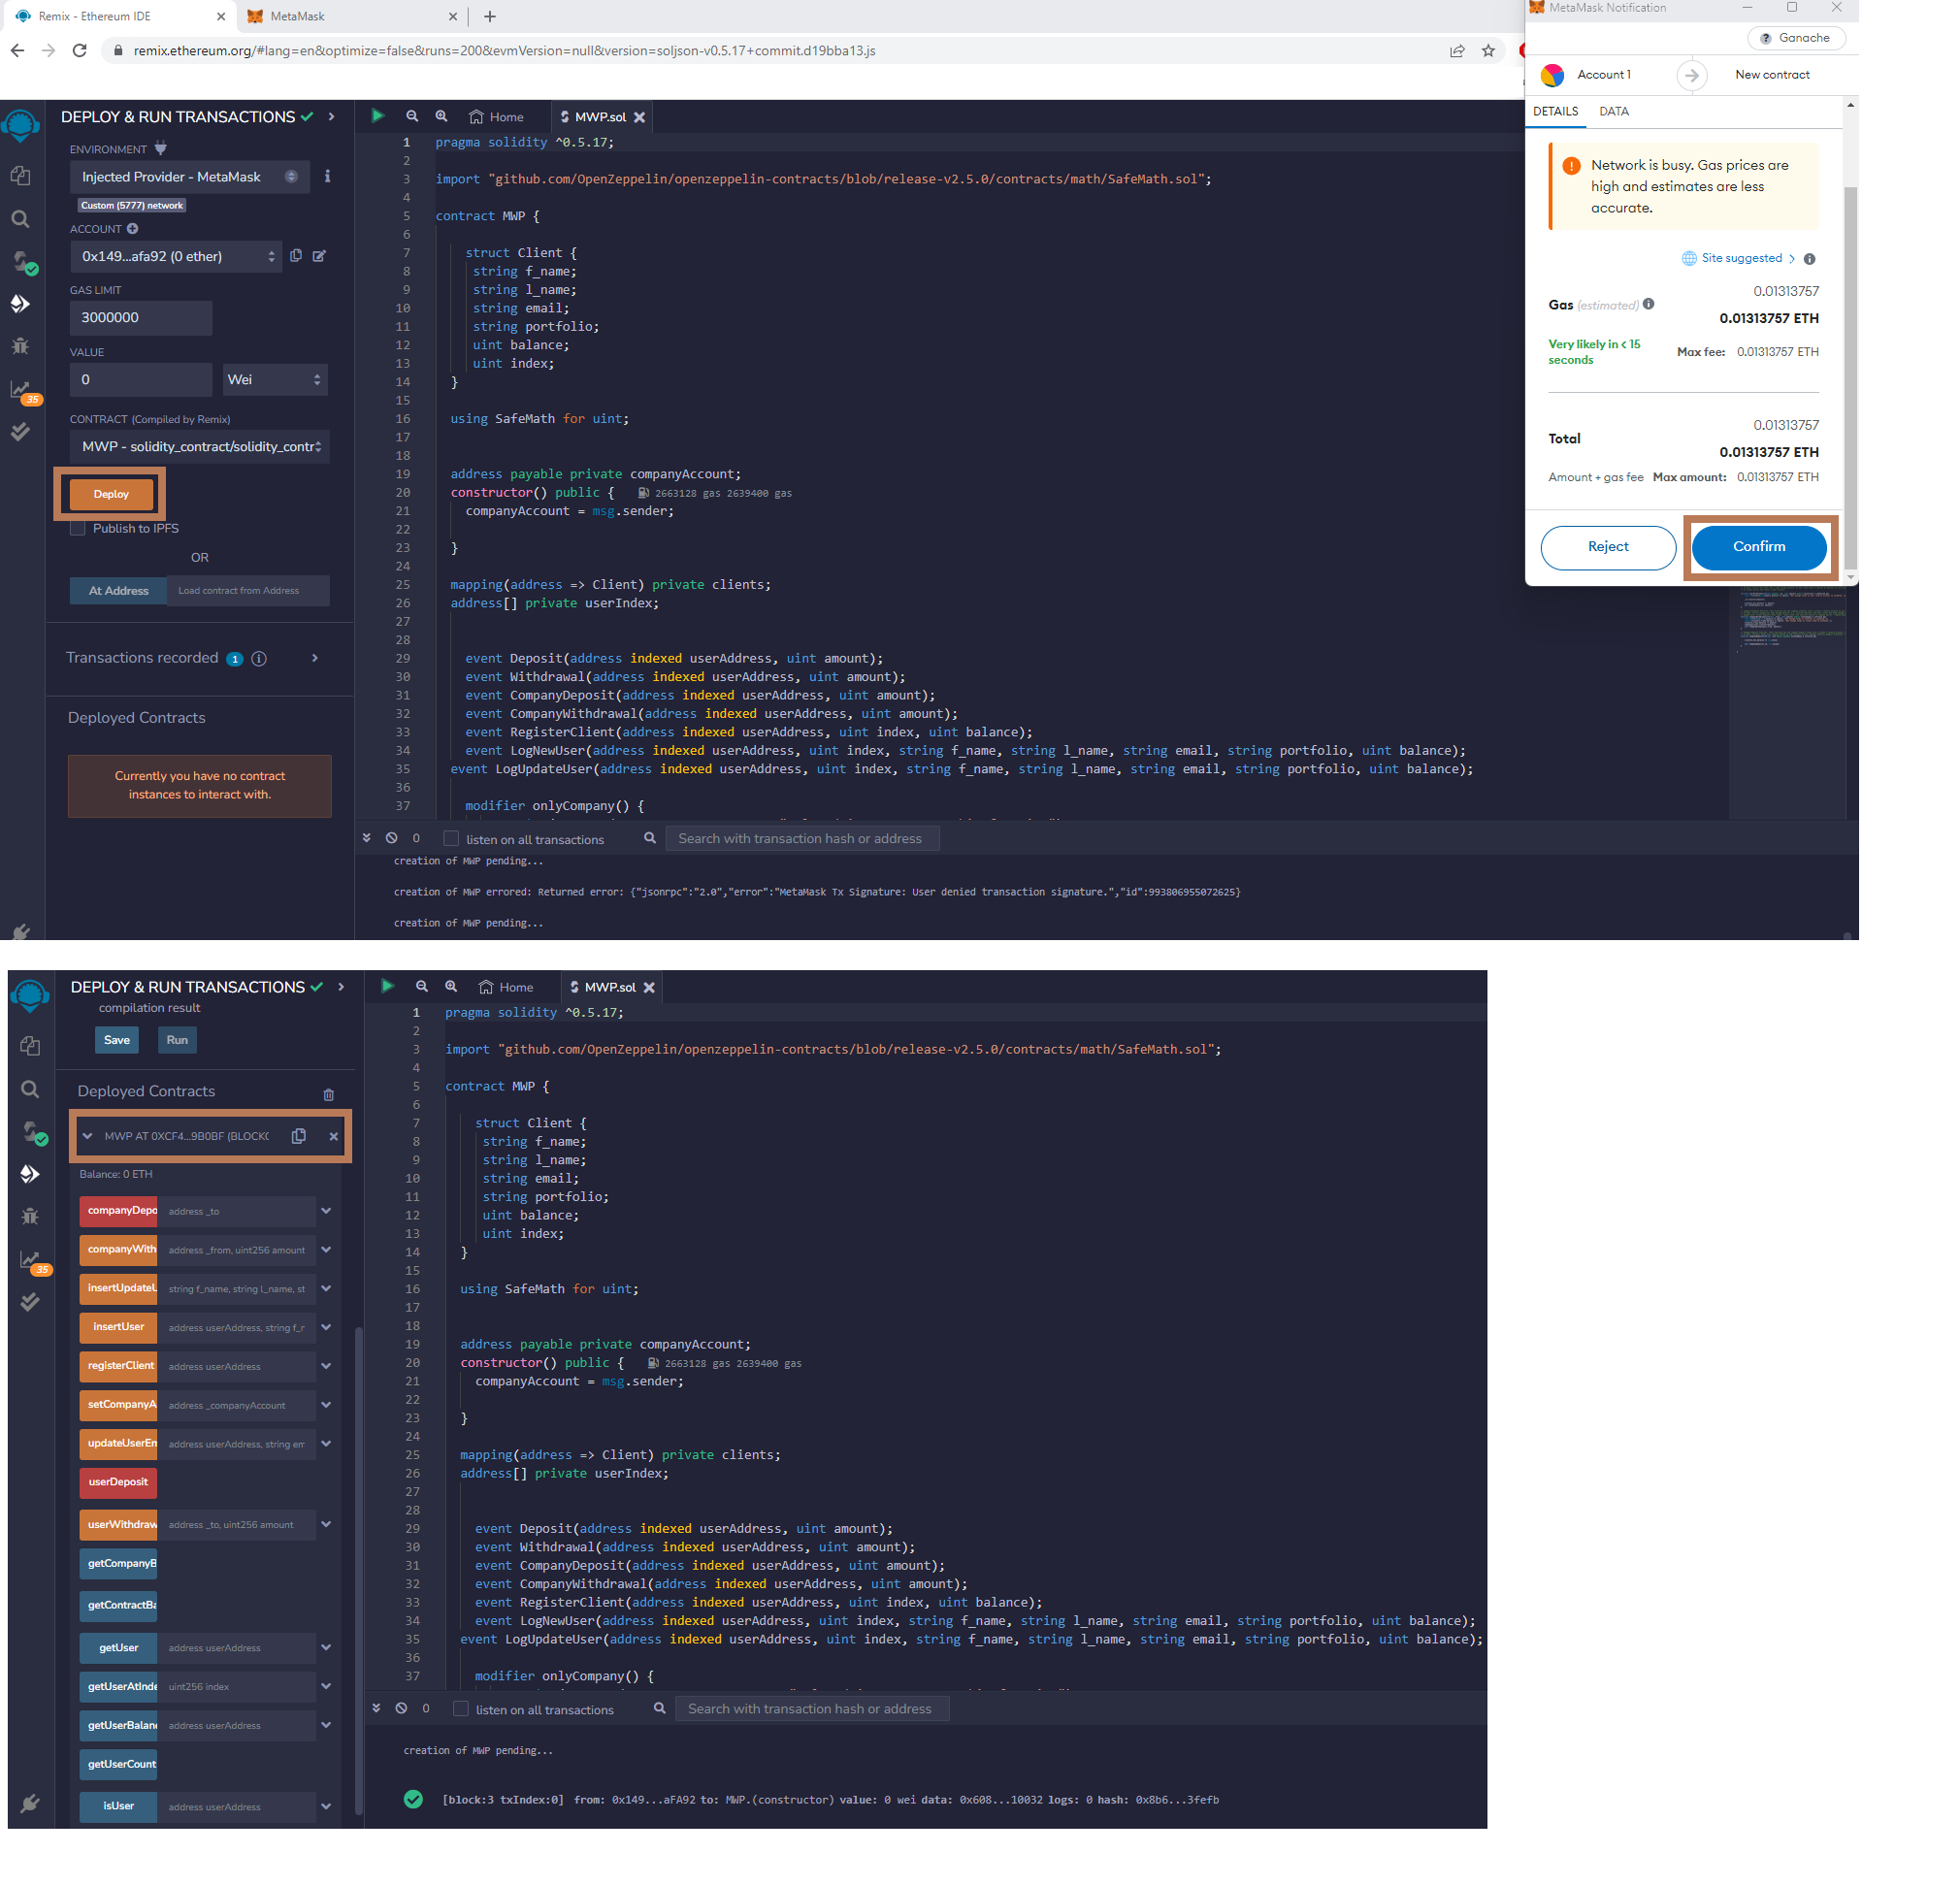 Remix - Ethereum IDE
MetaMask
remix.ethereum.org/#lang=en&optimize=false&runs=200&evmVersion=null&version=soljson-v0.5.17+commit.d19bba13.js
DEPLOY & RUN TRANSACTIONS
ENVIRONMENT
Injected Provider - MetaMask
Custom (5777) network
ACCOUNT
0x149...afa92 (0 ether)
GAS LIMIT
3000000
VALUE
0
Wei
CONTRACT (Compiled by Remix)
MWP - solidity_contract/solidity_contr
Deploy
Publish to IPFS
OR
At Address
Load contract from Address
Transactions recorded 1
Deployed Contracts
Currently you have no contract
instances to interact with.
35
Home
MWP.sol
1 pragma solidity ^0.5.17;
2
3 import "github.com/OpenZeppelin/openzeppelin-contracts/blob/release-v2.5.0/contracts/math/SafeMath.sol";
4
5 contract MWP {
6
7 struct Client {
8 string f_name;
9 string l_name;
10 string email;
11 string portfolio;
12 uint balance;
13 uint index;
14 }
15
16 using SafeMath for uint;
17
18
19 address payable private companyAccount;
20 constructor() public { 2663128 gas 2639400 gas
21 companyAccount = msg.sender;
22
23 }
24
25 mapping(address => Client) private clients;
26 address[] private userIndex;
27
28
29 event Deposit(address indexed userAddress, uint amount);
30 event Withdrawal(address indexed userAddress, uint amount);
31 event CompanyDeposit(address indexed userAddress, uint amount);
32 event CompanyWithdrawal(address indexed userAddress, uint amount);
33 event RegisterClient(address indexed userAddress, uint index, uint balance);
34 event LogNewUser(address indexed userAddress, uint index, string f_name, string l_name, string email, string portfolio, uint balance);
35 event LogUpdateUser(address indexed userAddress, uint index, string f_name, string l_name, string email, string portfolio, uint balance);
36
37 modifier onlyCompany() {
0
listen on all transactions
Search with transaction hash or address
creation of MWP pending...
creation of MWP errored: Returned error: {"jsonrpc":"2.0","error":"MetaMask Tx Signature: User denied transaction signature.","id":993806955072625}
creation of MWP pending...
MetaMask Notification
Ganache
Account 1
New contract
DETAILS
DATA
Network is busy. Gas prices are
high and estimates are less
accurate.
Site suggested
0.01313757
Gas (estimated)
0.01313757 ETH
Very likely in < 15
seconds
Max fee: 0.01313757 ETH
0.01313757
Total
0.01313757 ETH
Amount + gas fee Max amount: 0.01313757 ETH
Reject
Confirm
DEPLOY & RUN TRANSACTIONS
compilation result
Save
Run
Deployed Contracts
MWP AT 0XCF4...9B0BF (BLOCKC
Balance: 0 ETH
companyDepo address _to
companyWith address _from, uint256 amount
insertUpdateU string f_name, string l_name, st
insertUser address userAddress, string f_r
registerClient address userAddress
setCompanyA address _companyAccount
updateUserEm address userAddress, string em
userDeposit
userWithdraw address _to, uint256 amount
getCompanyB
getContractBa
getUser address userAddress
getUserAtInde uint256 index
getUserBalan address userAddress
getUserCount
isUser address userAddress
35
Home
MWP.sol
1 pragma solidity ^0.5.17;
2
3 import "github.com/OpenZeppelin/openzeppelin-contracts/blob/release-v2.5.0/contracts/math/SafeMath.sol";
4
5 contract MWP {
6
7 struct Client {
8 string f_name;
9 string l_name;
10 string email;
11 string portfolio;
12 uint balance;
13 uint index;
14 }
15
16 using SafeMath for uint;
17
18
19 address payable private companyAccount;
20 constructor() public { 2663128 gas 2639400 gas
21 companyAccount = msg.sender;
22
23 }
24
25 mapping(address => Client) private clients;
26 address[] private userIndex;
27
28
29 event Deposit(address indexed userAddress, uint amount);
30 event Withdrawal(address indexed userAddress, uint amount);
31 event CompanyDeposit(address indexed userAddress, uint amount);
32 event CompanyWithdrawal(address indexed userAddress, uint amount);
33 event RegisterClient(address indexed userAddress, uint index, uint balance);
34 event LogNewUser(address indexed userAddress, uint index, string f_name, string l_name, string email, string portfolio, uint balance);
35 event LogUpdateUser(address indexed userAddress, uint index, string f_name, string l_name, string email, string portfolio, uint balance);
36
37 modifier onlyCompany() {
0
listen on all transactions
Search with transaction hash or address
creation of MWP pending...
[block:3 txIndex:0] from: 0x149...aFA92 to: MWP.(constructor) value: 0 wei data: 0x608...10032 logs: 0 hash: 0x8b6...3fefb